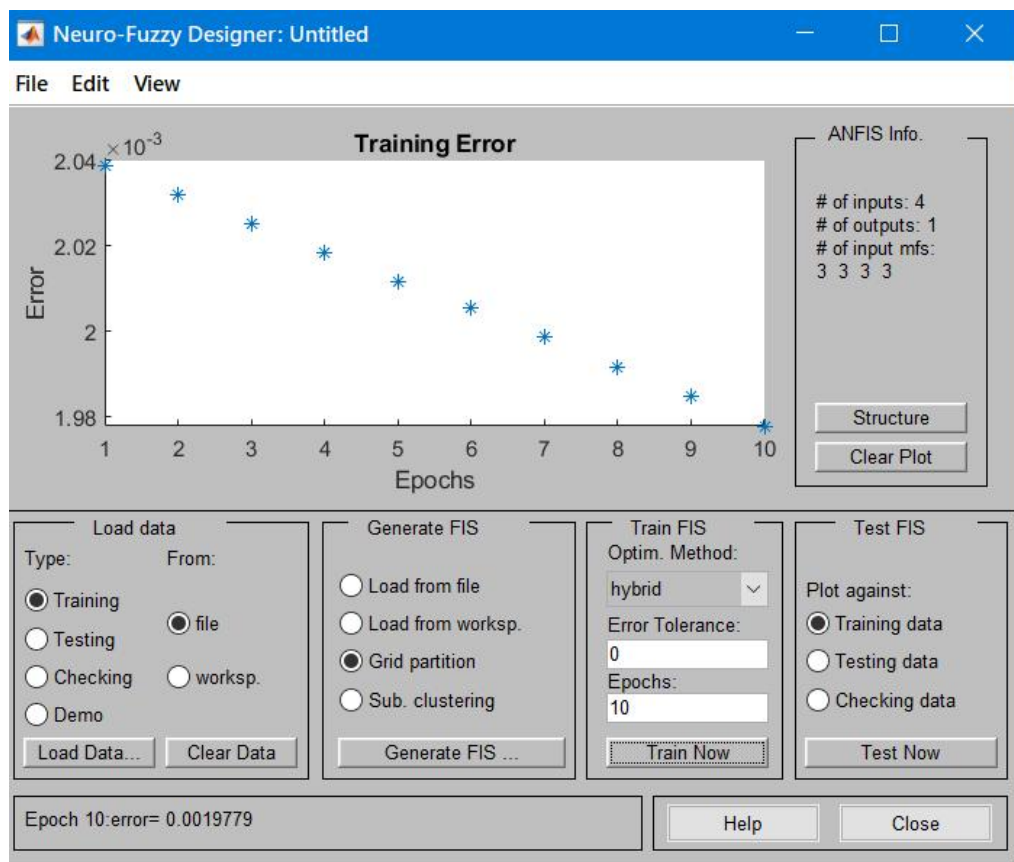 Neuro-Fuzzy Designer: Untitled
File Edit View
Training Error
×10-3
2.04
2.02
2
1.98
Error
1 2 3 4 5 6 7 8 9 10
Epochs
ANFIS Info.
# of inputs: 4
# of outputs: 1
# of input mfs:
3 3 3 3
Structure
Clear Plot
Load data
Type: From:
Training
file
Testing
Checking
worksp.
Demo
Load Data... Clear Data
Generate FIS
Load from file
Load from worksp.
Grid partition
Sub. clustering
Generate FIS ...
Train FIS
Optim. Method:
hybrid
Error Tolerance:
0
Epochs:
10
Train Now
Test FIS
Plot against:
Training data
Testing data
Checking data
Test Now
Epoch 10:error= 0.0019779
Help Close